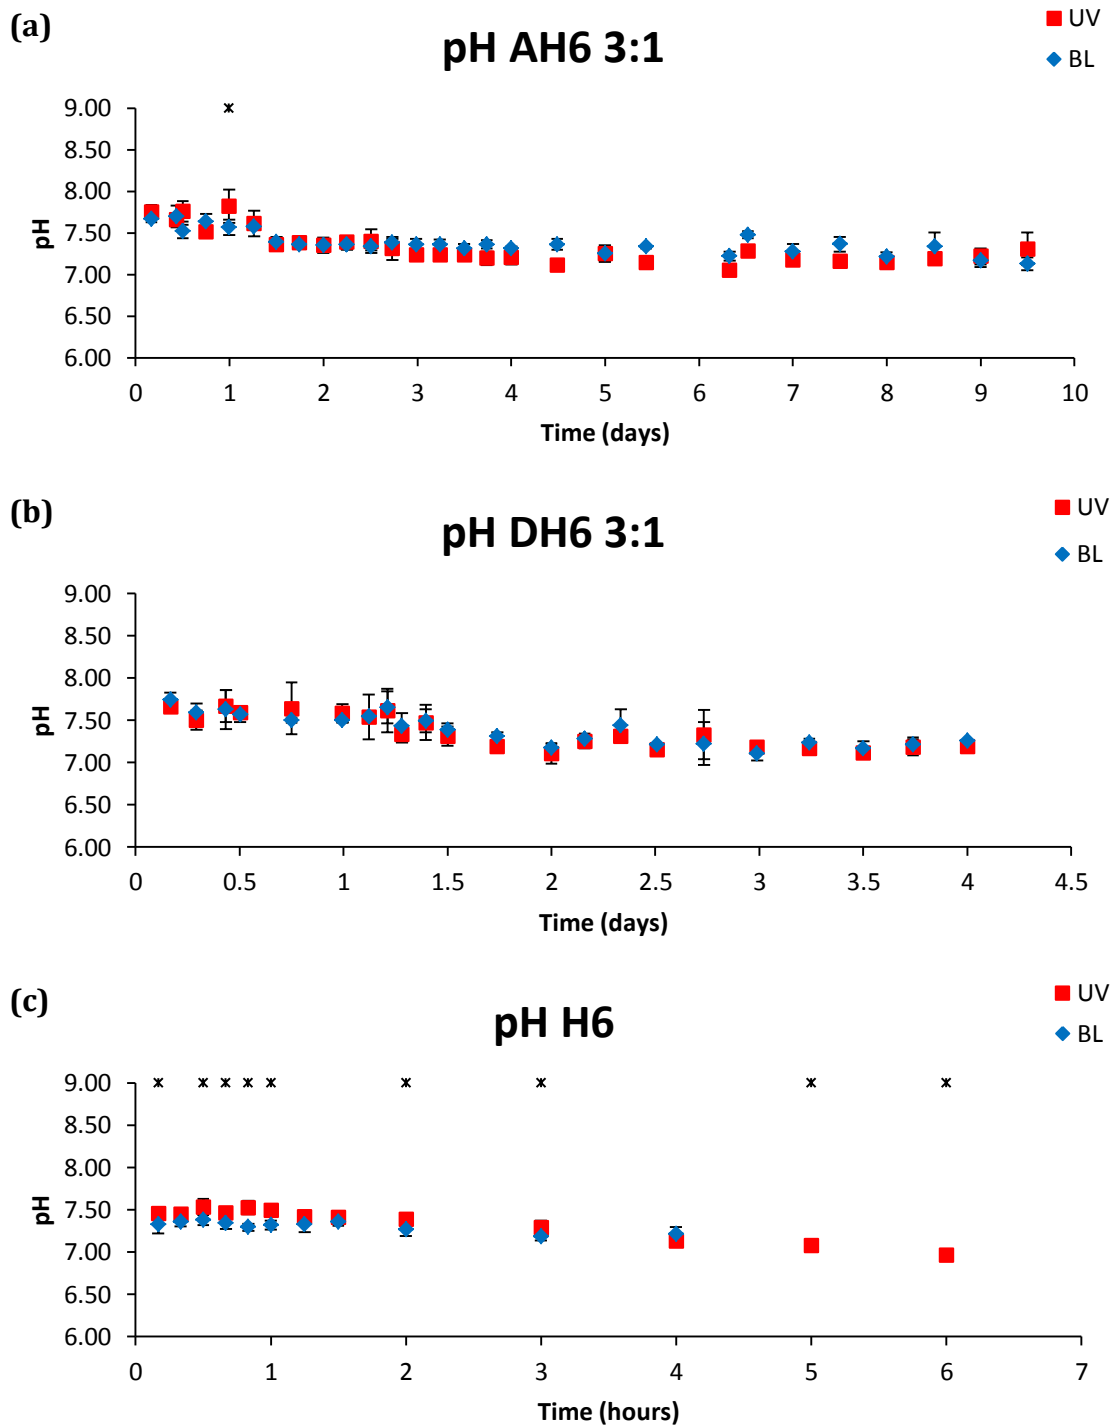 (a)
pH AH6 3:1
UV
BL
9.00
8.50
8.00
7.50
7.00
6.50
6.00
pH
0 1 2 3 4 5 6 7 8 9 10
Time (days)
(b)
pH DH6 3:1
UV
BL
9.00
8.50
8.00
7.50
7.00
6.50
6.00
pH
0 0.5 1 1.5 2 2.5 3 3.5 4 4.5
Time (days)
(c)
pH H6
UV
BL
9.00
8.50
8.00
7.50
7.00
6.50
6.00
pH
0 1 2 3 4 5 6 7
Time (hours)